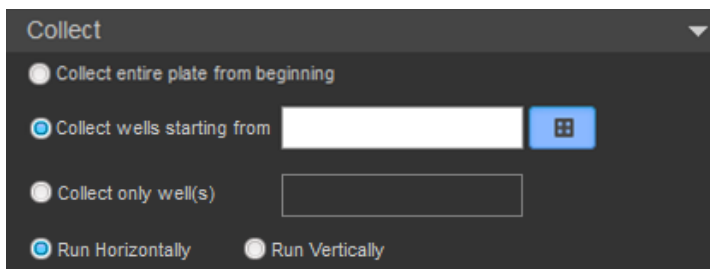 Collect
Collect entire plate from beginning
Collect wells starting from
Collect only well(s)
Run Horizontally Run Vertically